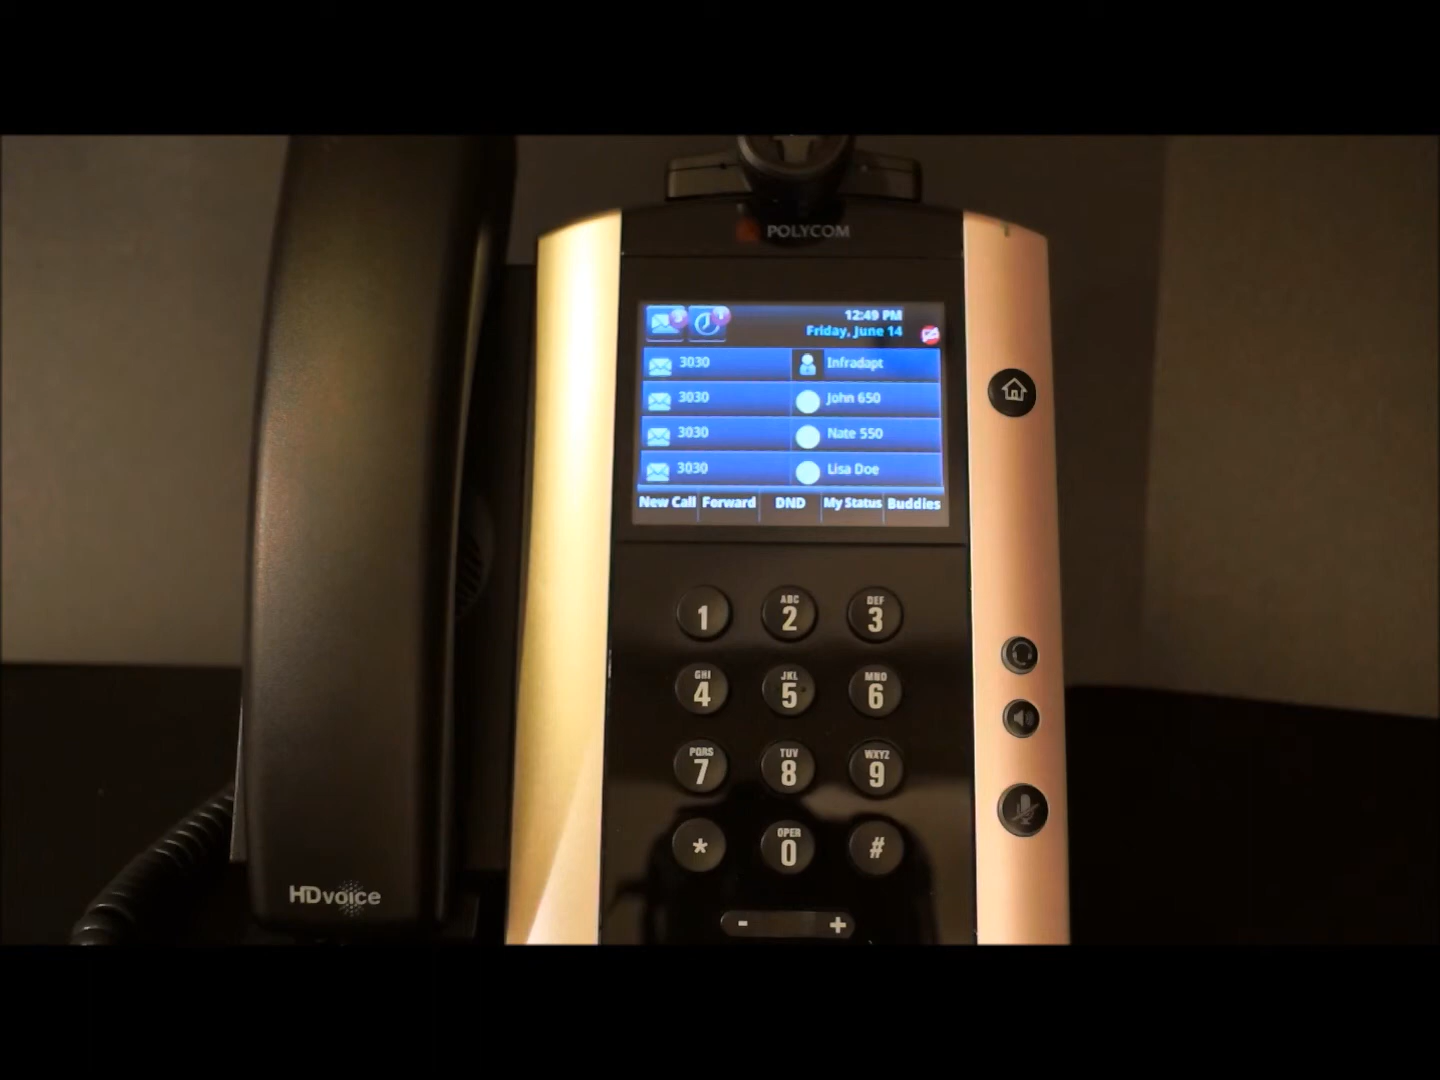 POLYCOM
3 1 12:49 PM
Friday, June 14
3030 Infradapt
3030 John 650
3030 Nate 550
3030 Lisa Doe
New Call Forward DND My Status Buddies
1 ABC 2 DEF 3
GHI 4 JKL 5 MNO 6
PQRS 7 TUV 8 WXYZ 9
* OPER 0 #
- +
HDvoice